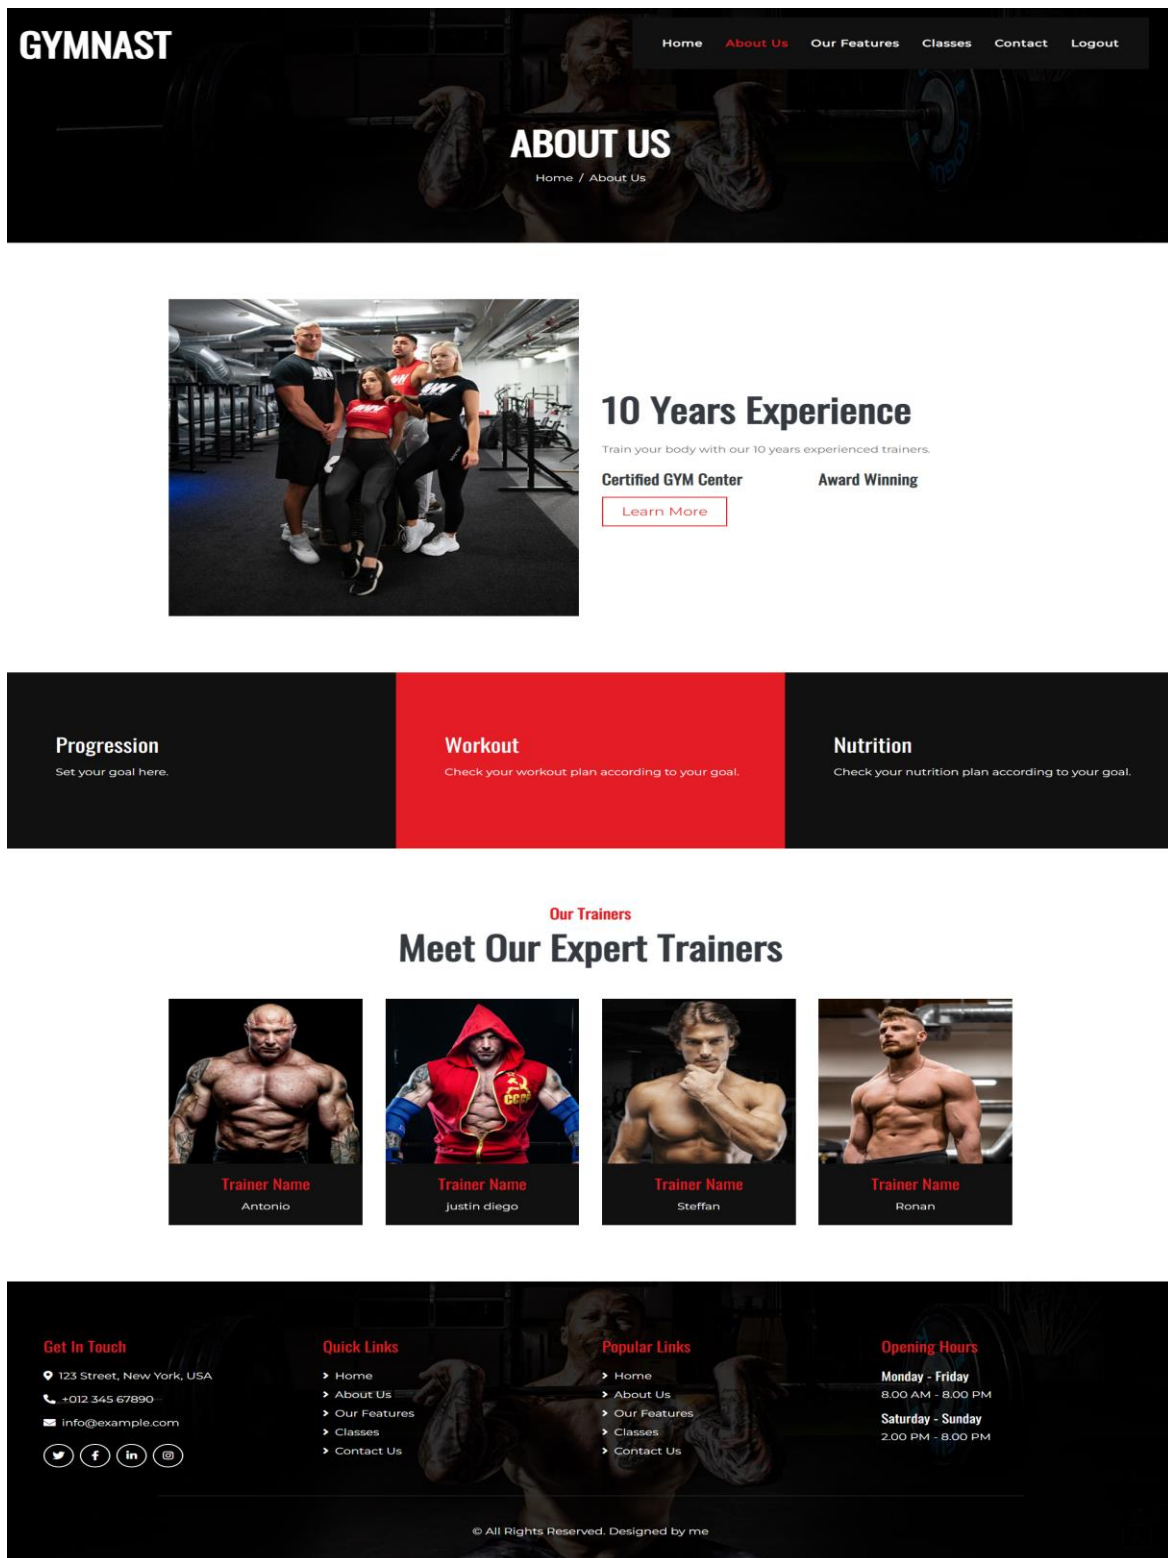 GYMNAST
Home About Us Our Features Classes Contact Logout
ABOUT US
Home / About Us
10 Years Experience
Train your body with our 10 years experienced trainers.
Certified GYM Center Award Winning
Learn More
Progression
Set your goal here.
Workout
Check your workout plan according to your goal.
Nutrition
Check your nutrition plan according to your goal.
Our Trainers
Meet Our Expert Trainers
CCCP
Trainer Name
Antonio
Trainer Name
justin diego
Trainer Name
Steffan
Trainer Name
Ronan
Get In Touch
123 Street, New York, USA
+012 345 67890
info@example.com
Quick Links
Home
About Us
Our Features
Classes
Contact Us
Popular Links
Home
About Us
Our Features
Classes
Contact Us
Opening Hours
Monday - Friday
8.00 AM - 8.00 PM
Saturday - Sunday
2.00 PM - 8.00 PM
© All Rights Reserved. Designed by me